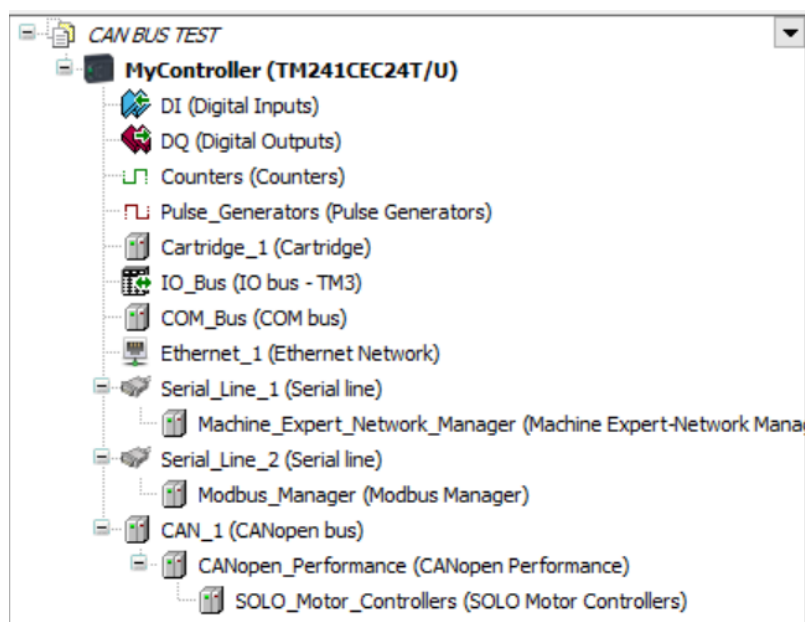 CAN BUS TEST
MyController (TM241CEC24T/U)
DI (Digital Inputs)
DQ (Digital Outputs)
Counters (Counters)
Pulse_Generators (Pulse Generators)
Cartridge_1 (Cartridge)
IO_Bus (IO bus - TM3)
COM_Bus (COM bus)
Ethernet_1 (Ethernet Network)
Serial_Line_1 (Serial line)
Machine_Expert_Network_Manager (Machine Expert-Network Mana
Serial_Line_2 (Serial line)
Modbus_Manager (Modbus Manager)
CAN_1 (CANopen bus)
CANopen_Performance (CANopen Performance)
SOLO_Motor_Controllers (SOLO Motor Controllers)